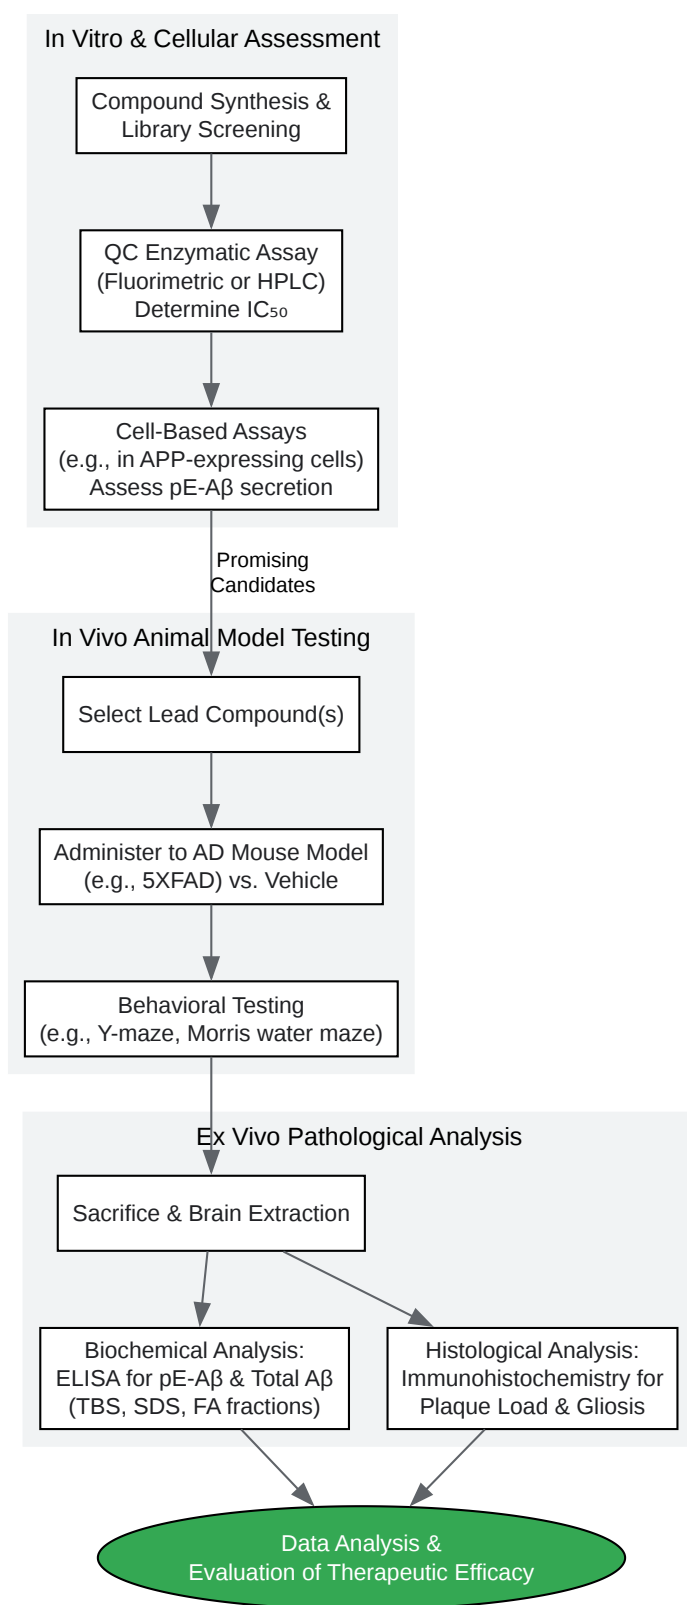 In Vitro & Cellular Assessment
Compound Synthesis &
Library Screening
QC Enzymatic Assay
(Fluorimetric or HPLC)
Determine IC₅₀
Cell-Based Assays
(e.g., in APP-expressing cells)
Assess pE-Aβ secretion
Promising
Candidates
In Vivo Animal Model Testing
Select Lead Compound(s)
Administer to AD Mouse Model
(e.g., 5XFAD) vs. Vehicle
Behavioral Testing
(e.g., Y-maze, Morris water maze)
Ex Vivo Pathological Analysis
Sacrifice & Brain Extraction
Biochemical Analysis:
ELISA for pE-Aβ & Total Aβ
(TBS, SDS, FA fractions)
Histological Analysis:
Immunohistochemistry for
Plaque Load & Gliosis
Data Analysis &
Evaluation of Therapeutic Efficacy